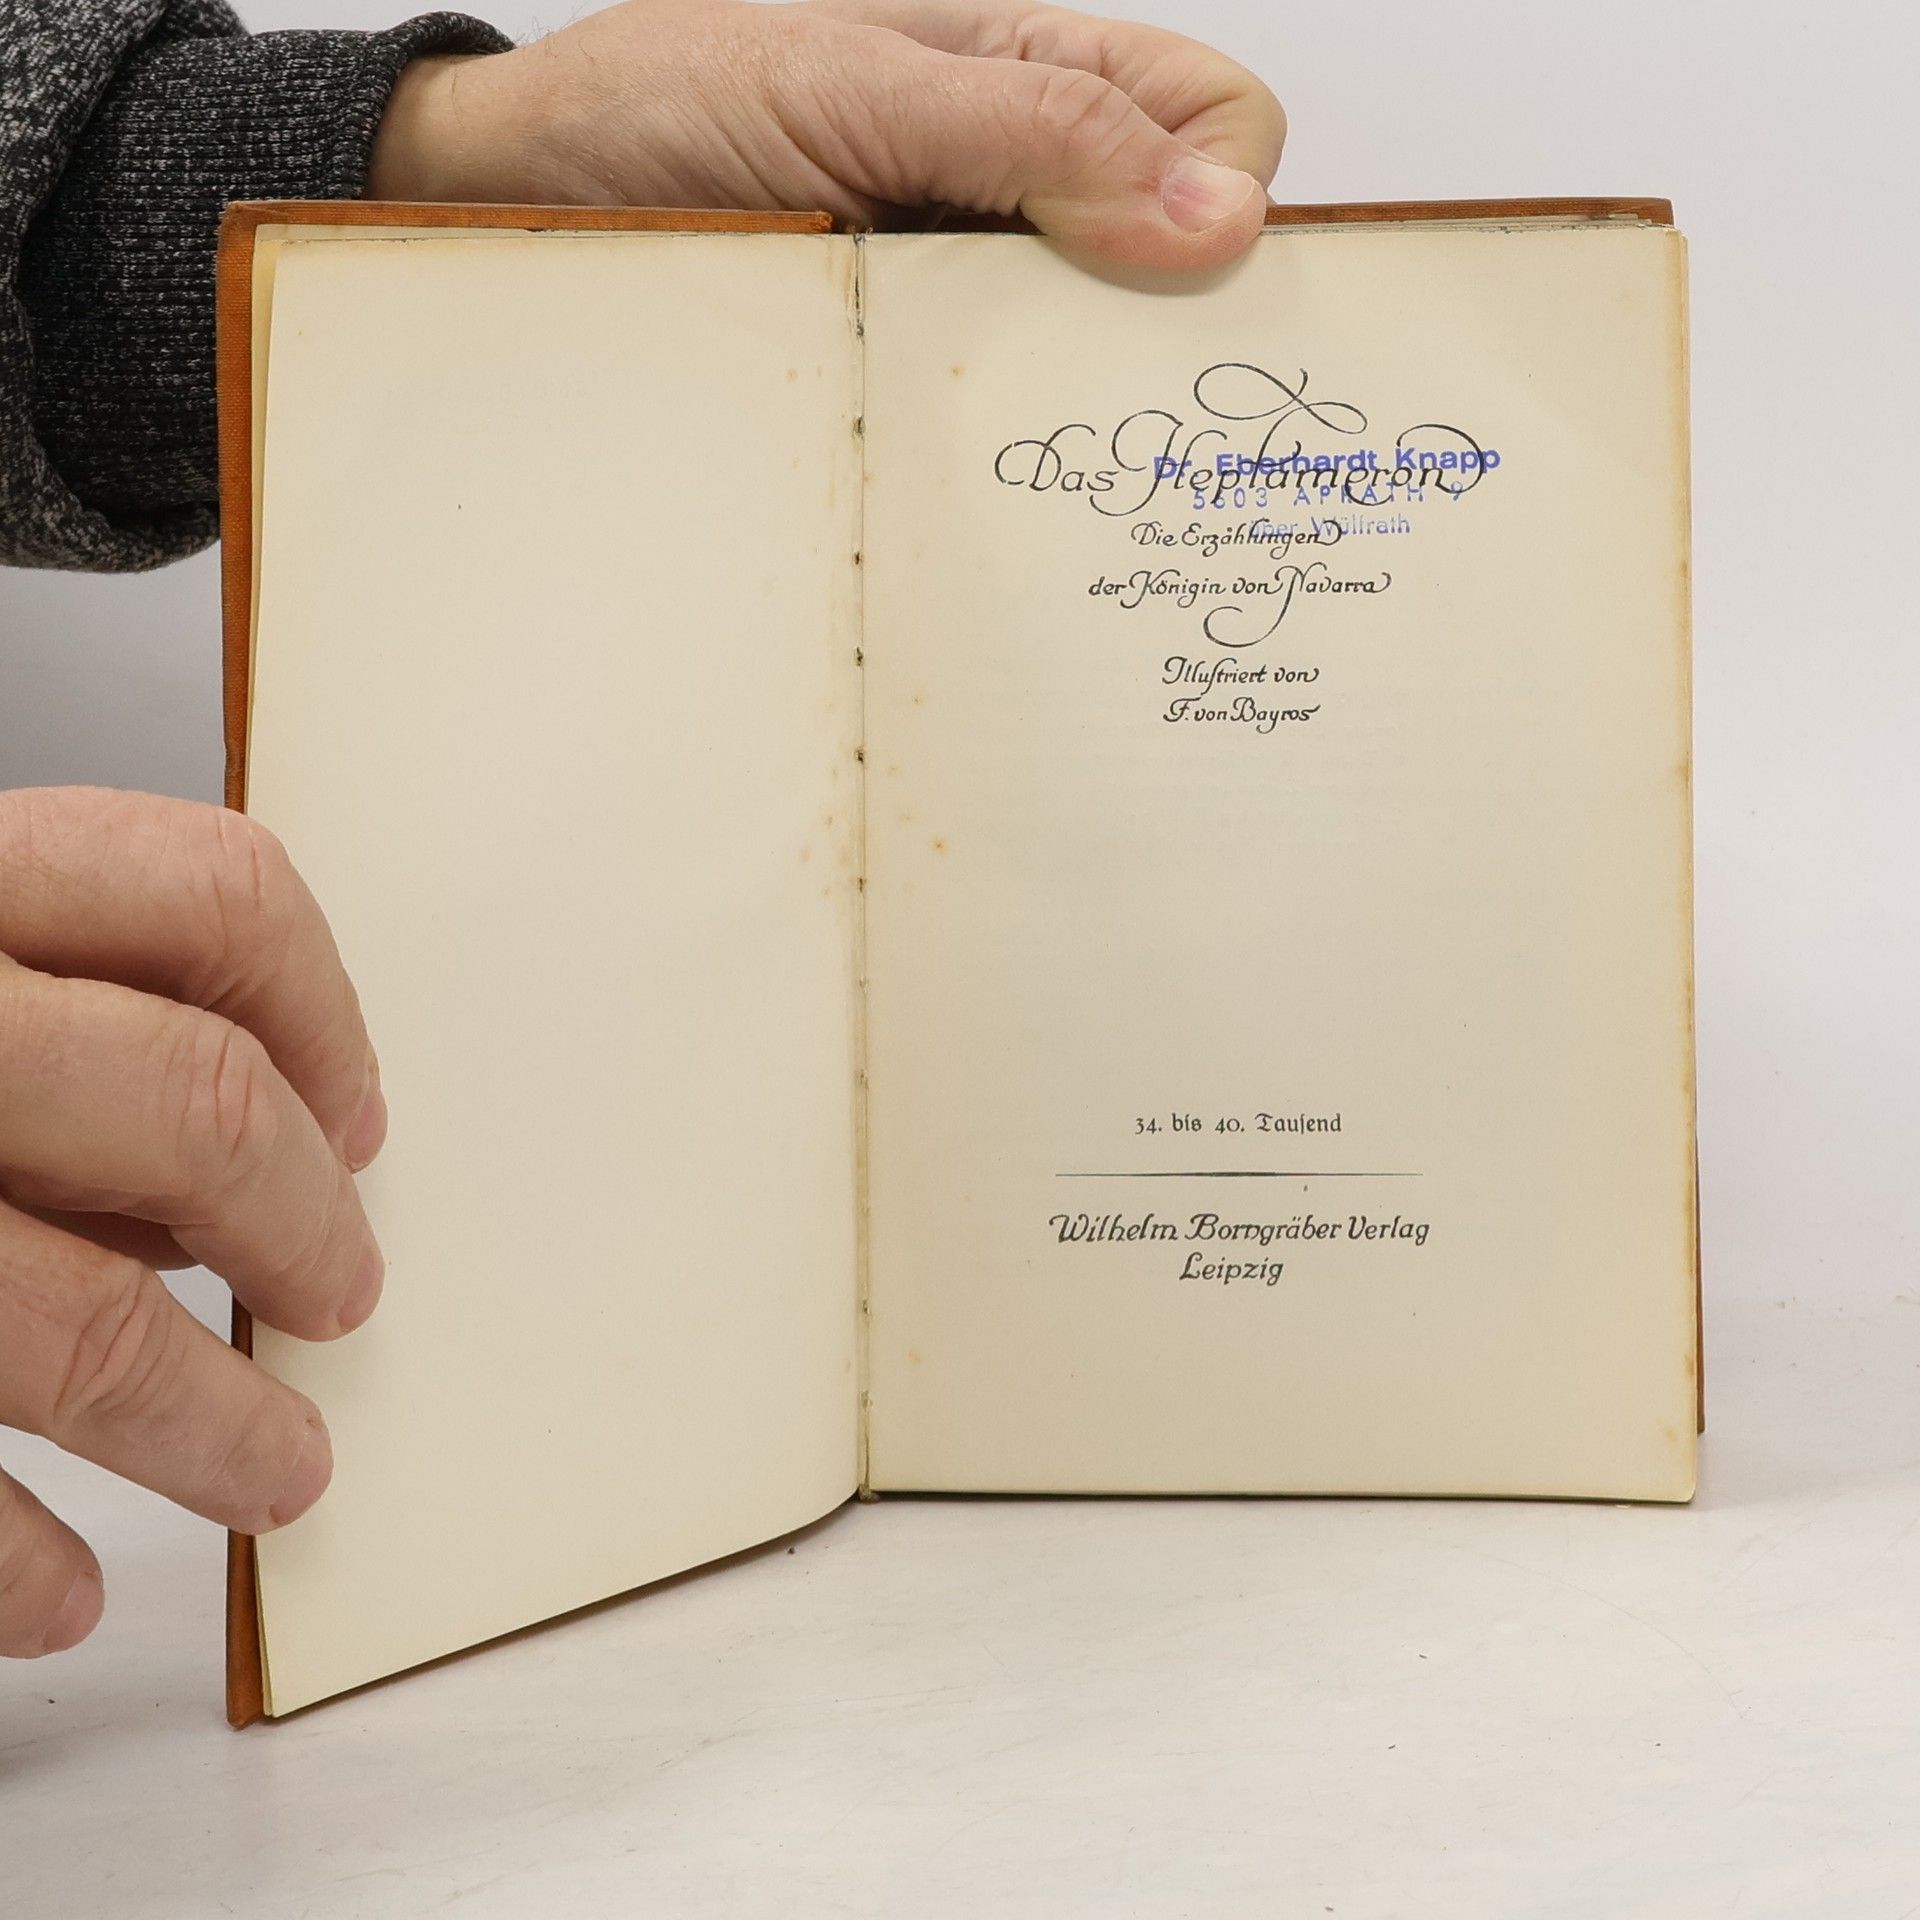 Das Heptameron
Dr. Eberhardt Knapp
5603 APRATH 9
über Wülfrath
Die Erzählungen
der Königin von Navarra
Illuſtriert von
F. von Bayros
34. bis 40. Tauſend
Wilhelm Borngräber Verlag
Leipzig